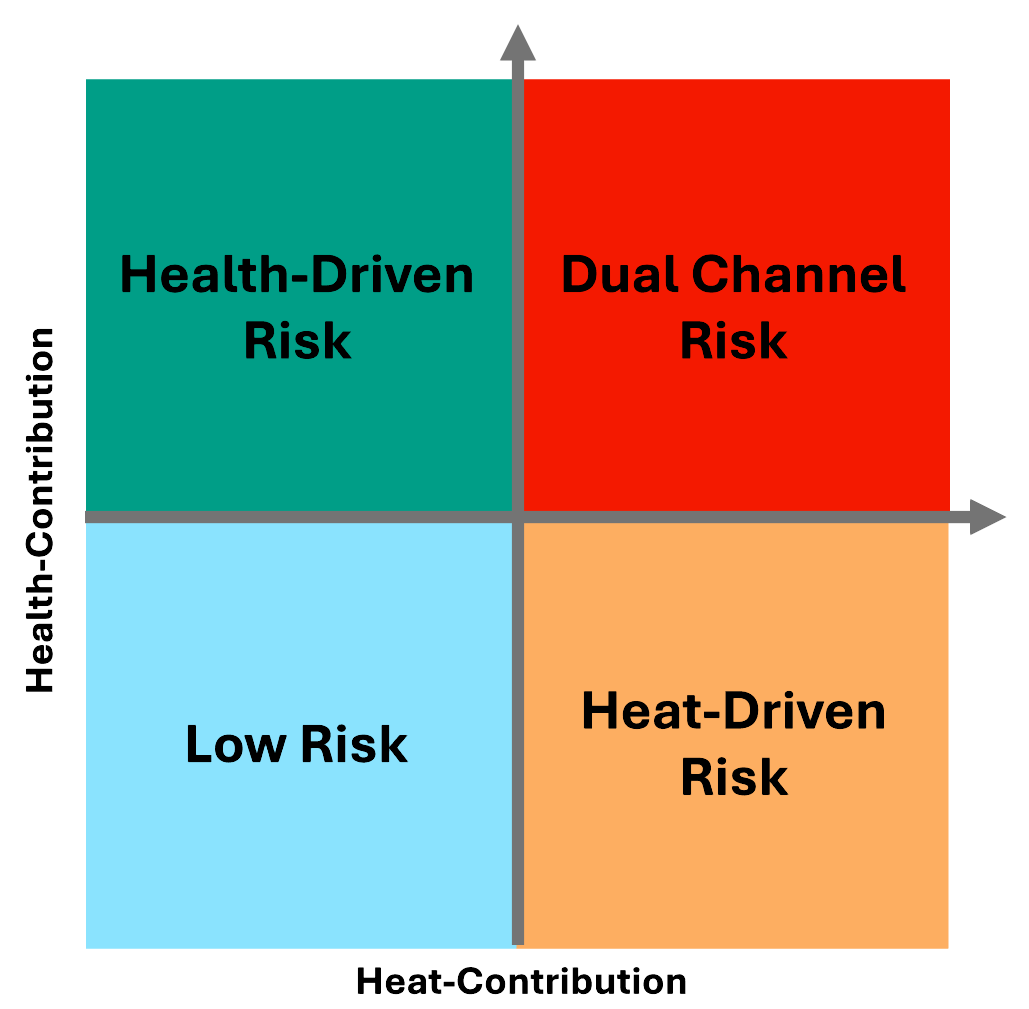 Health-Driven
Risk
Dual Channel
Risk
Health-Contribution
Low Risk
Heat-Driven
Risk
Heat-Contribution